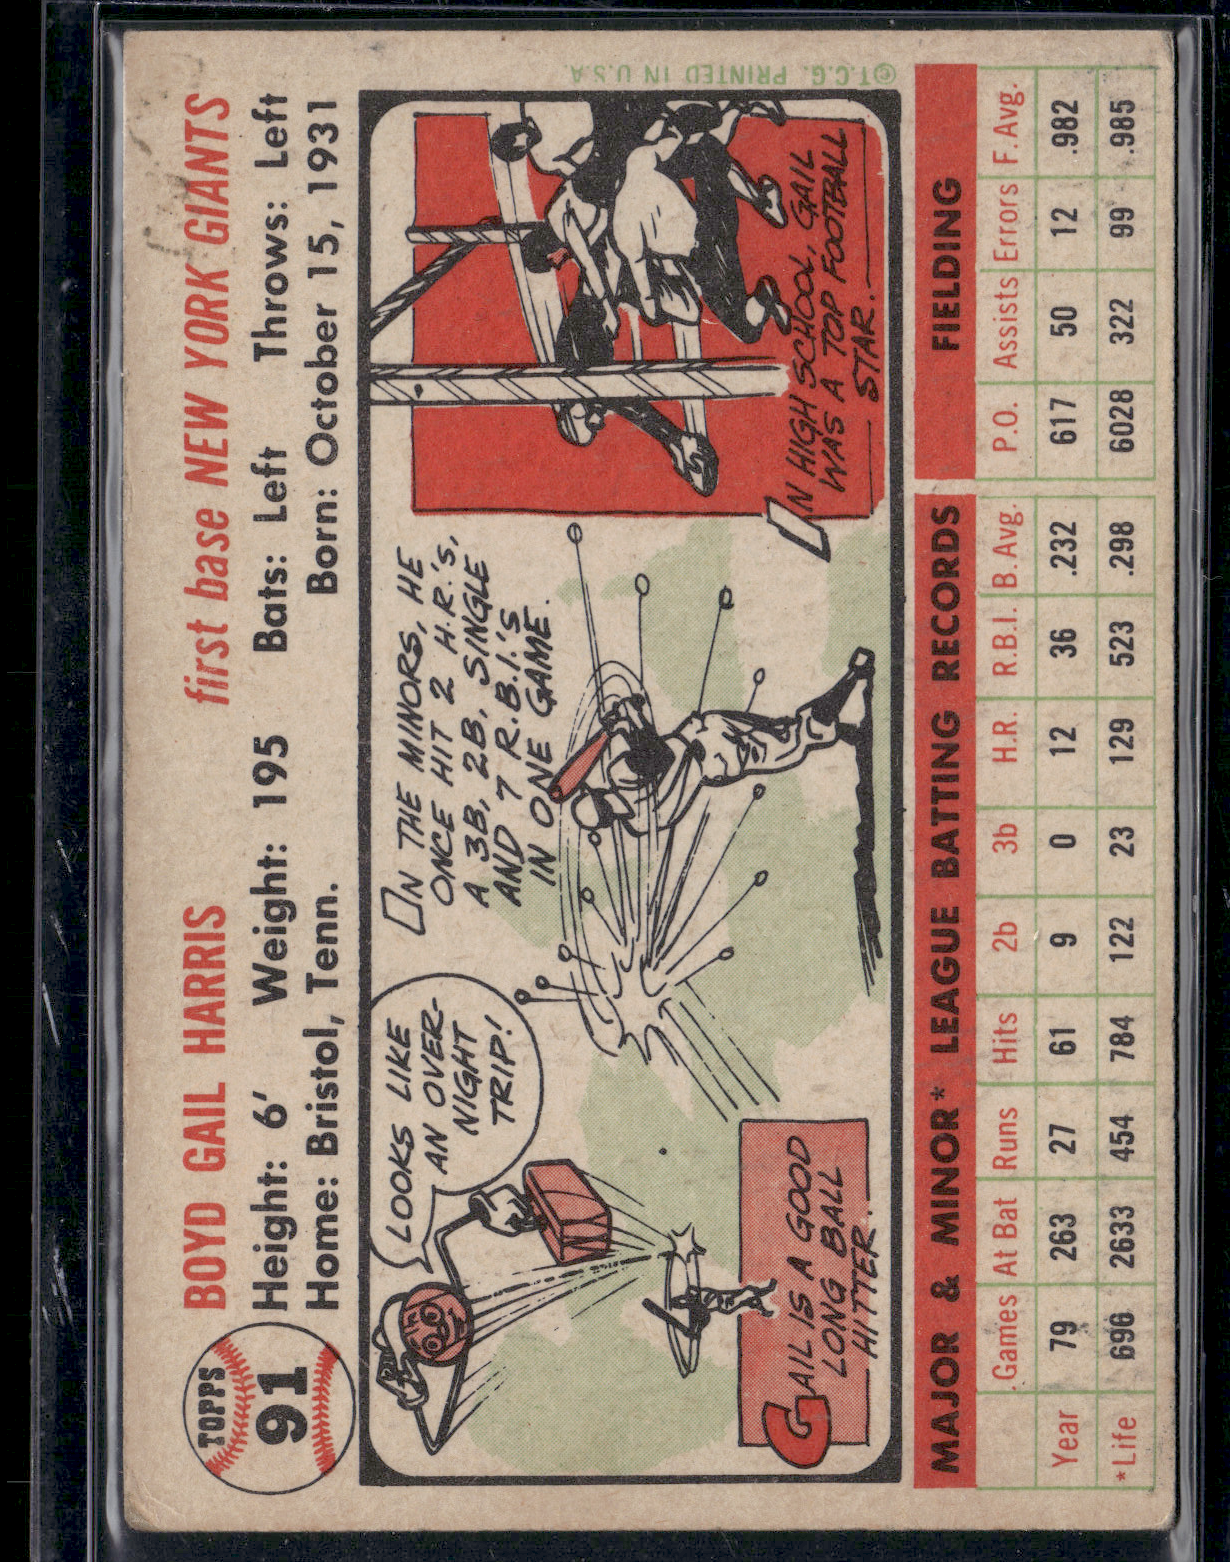 TOPPS
91
BOYD GAIL HARRIS first base NEW YORK GIANTS
Height: 6' Weight: 195 Bats: Left Throws: Left
Home: Bristol, Tenn. Born: October 15, 1931
LOOKS LIKE
AN OVER-
NIGHT
TRIP!
GAIL IS A GOOD
LONG BALL
HITTER.
IN THE MINORS, HE
ONCE HIT 2 H.R.'s,
A 3B, 2B, SINGLE
AND 7 R.B.I.'s
IN ONE GAME.
IN HIGH SCHOOL, GAIL
WAS A TOP FOOTBALL
STAR.
©T.C.G. PRINTED IN U.S.A.
MAJOR & MINOR* LEAGUE BATTING RECORDS FIELDING
Games At Bat Runs Hits 2b 3b H.R. R.B.I. B.Avg. P.O. Assists Errors F.Avg.
Year 79 263 27 61 9 0 12 36 .232 617 50 12 .982
*Life 696 2633 454 784 122 23 129 523 .298 6028 322 99 .985